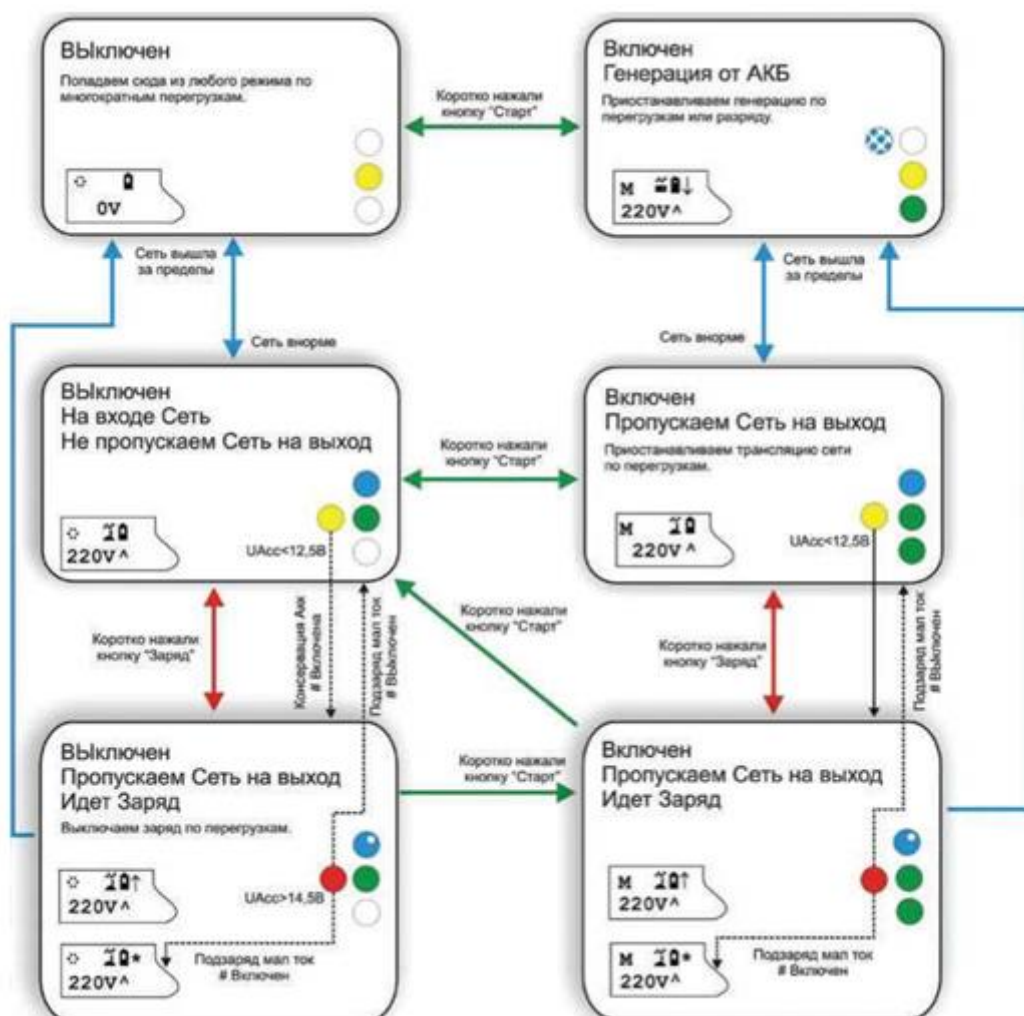 ВЫключен
Попадаем сюда из любого режима по
многократным перегрузкам.
0V
Коротко нажали
кнопку "Старт"
Включен
Генерация от АКБ
Приостанавливаем генерацию по
перегрузкам или разряду.
М
220V^
Сеть вышла
за пределы
Сеть внорме
Сеть вышла
за пределы
Сеть внорме
ВЫключен
На входе Сеть
Не пропускаем Сеть на выход
220V^
UAcc<12,5В
Коротко нажали
кнопку "Старт"
Включен
Пропускаем Сеть на выход
Приостанавливаем трансляцию сети
по перегрузкам.
М
220V^
UAcc<12,5В
Коротко нажали
кнопку "Заряд"
Консервация Акк
# Включена
Подзаряд мал ток
# ВЫключен
Коротко нажали
кнопку "Старт"
Коротко нажали
кнопку "Заряд"
Подзаряд мал ток
# ВЫключен
ВЫключен
Пропускаем Сеть на выход
Идет Заряд
Выключаем заряд по перегрузкам.
↑
220V^
UAcc>14,5В
*
220V^
Подзаряд мал ток
# Включен
Коротко нажали
кнопку "Старт"
Включен
Пропускаем Сеть на выход
Идет Заряд
М ↑
220V^
М *
220V^
Подзаряд мал ток
# Включен